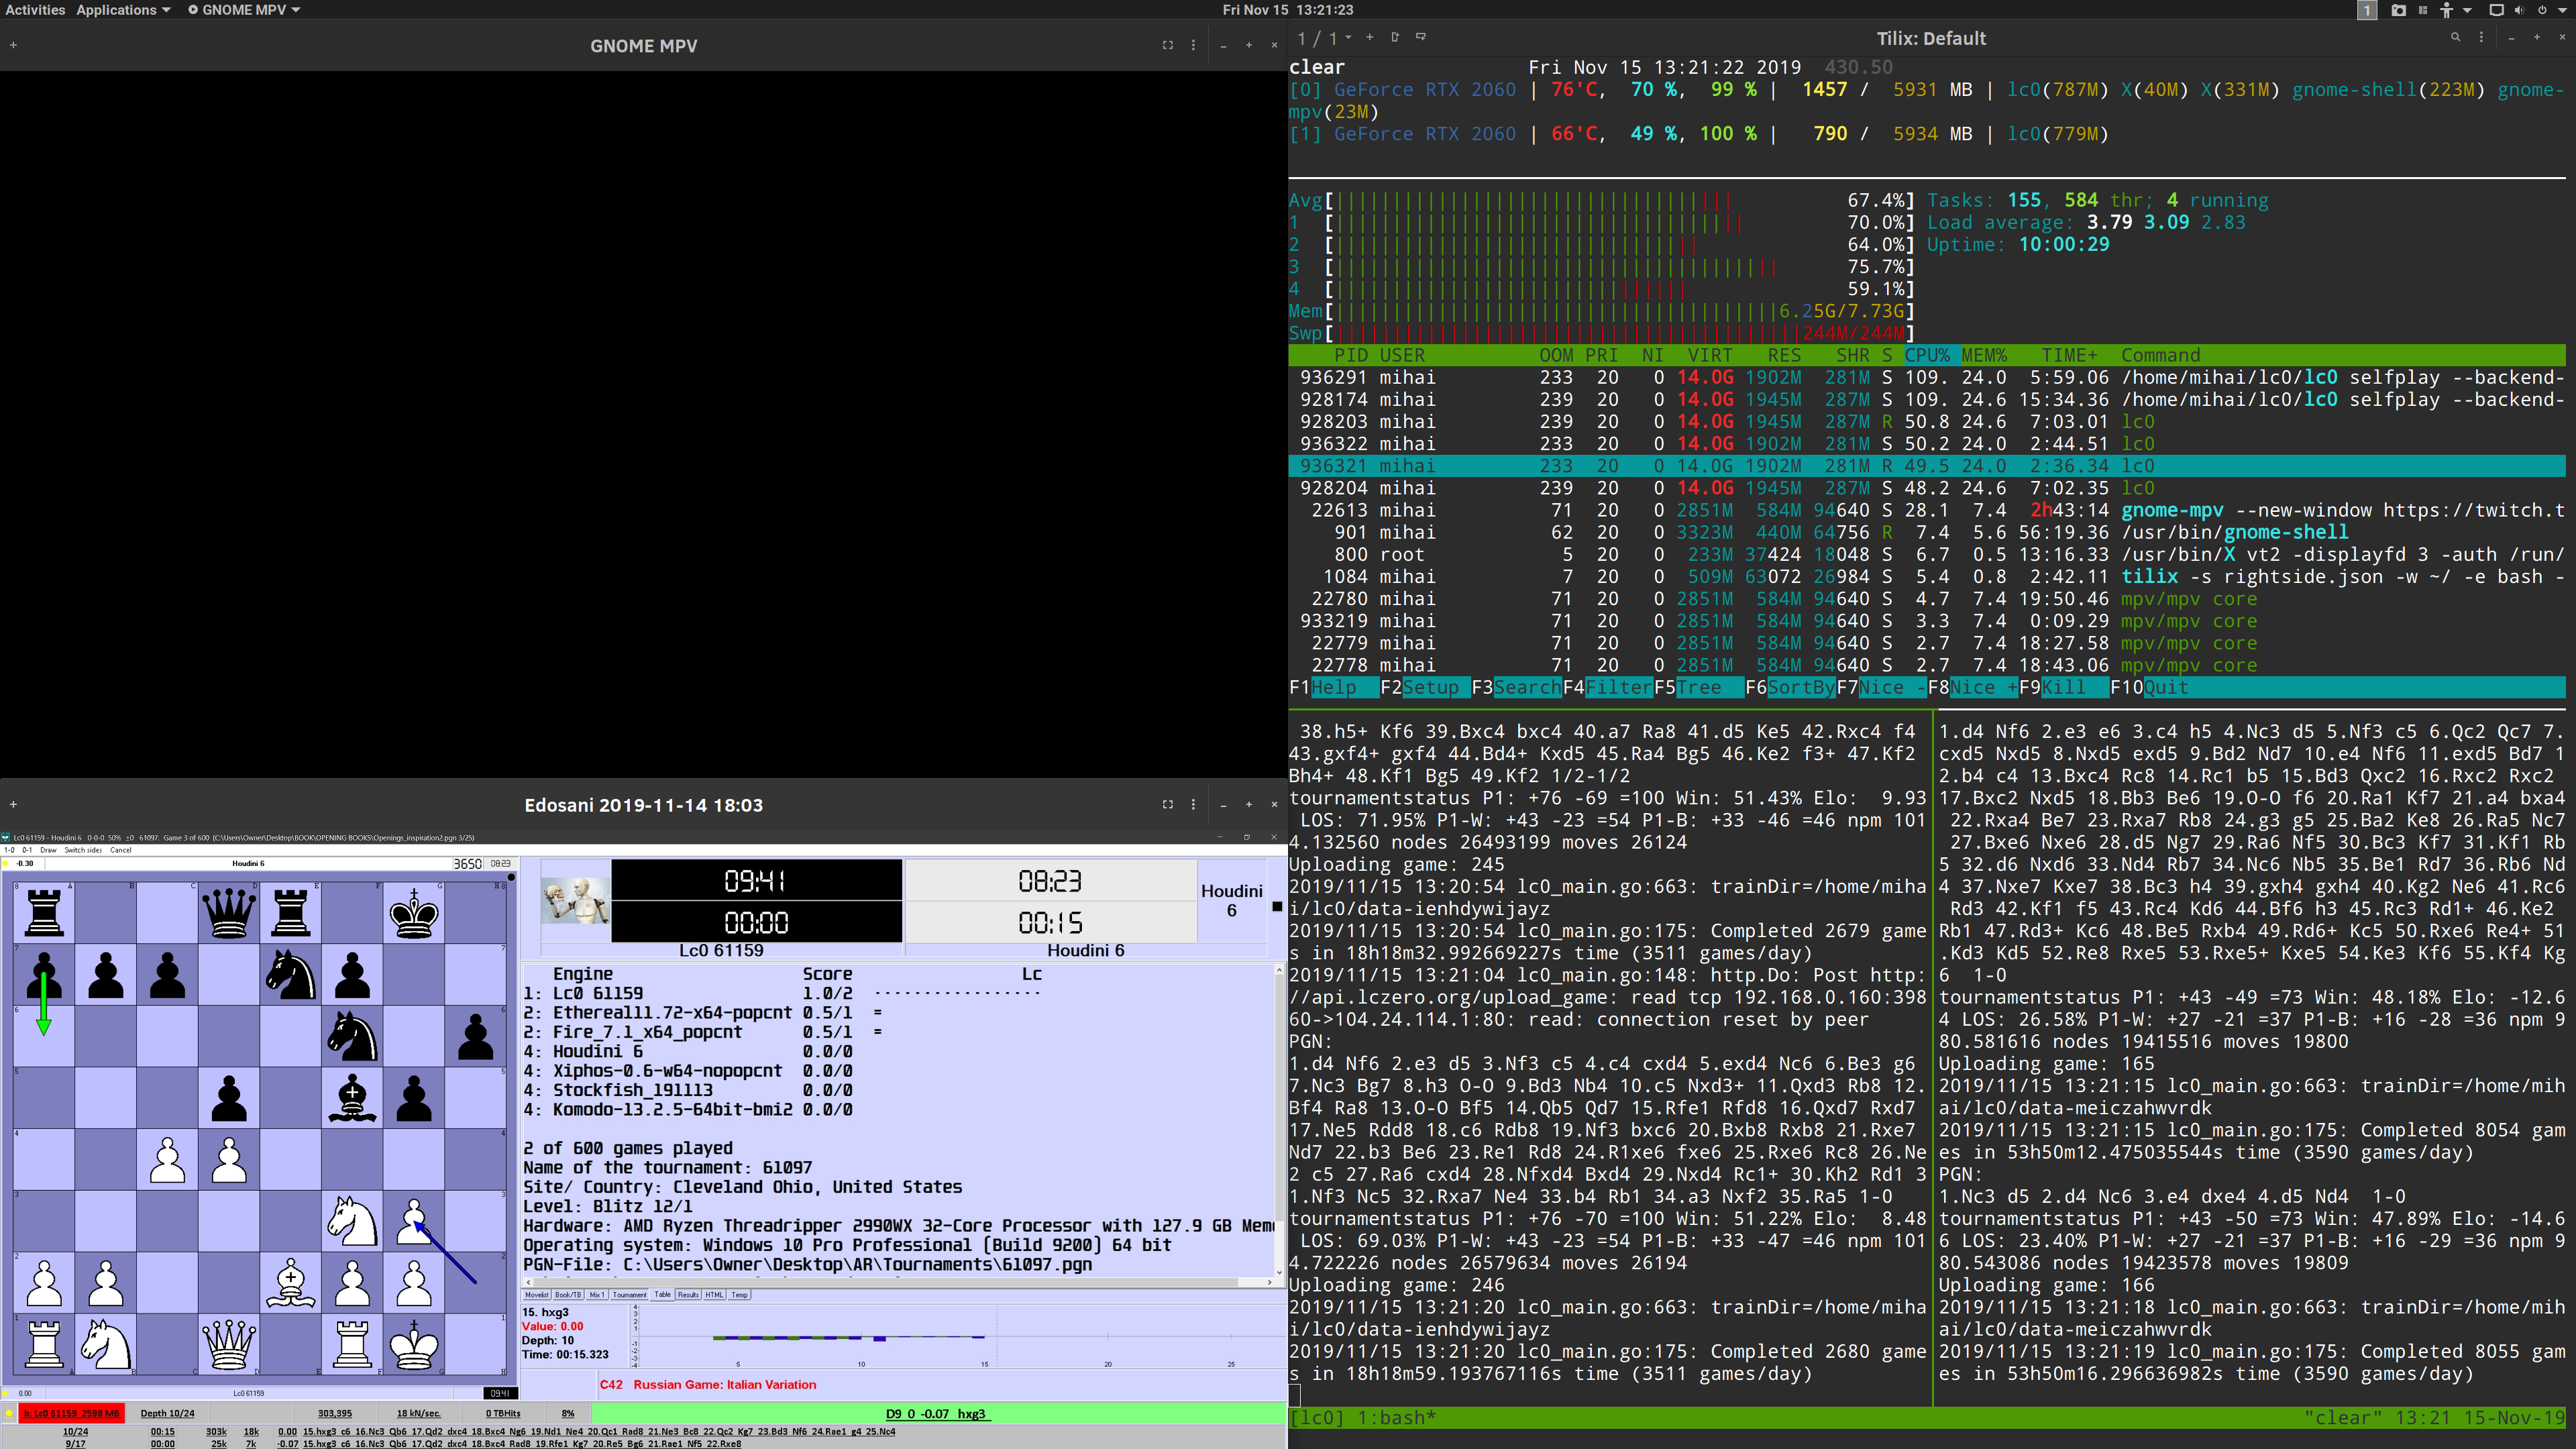 Activities Applications GNOME MPV Fri Nov 15 13:21:23 1
GNOME MPV
1 / 1 Tilix: Default
clear Fri Nov 15 13:21:22 2019 430.50
[0] GeForce RTX 2060 | 76'C, 70 %, 99 % | 1457 / 5931 MB | lc0(787M) X(40M) X(331M) gnome-shell(223M) gnome-
mpv(23M)
[1] GeForce RTX 2060 | 66'C, 49 %, 100 % | 790 / 5934 MB | lc0(779M)
Avg[ 67.4%] Tasks: 155, 584 thr; 4 running
1 [ 70.0%] Load average: 3.79 3.09 2.83
2 [ 64.0%] Uptime: 10:00:29
3 [ 75.7%]
4 [ 59.1%]
Mem[ 6.25G/7.73G]
Swp[ 244M/244M]
PID USER OOM PRI NI VIRT RES SHR S CPU% MEM% TIME+ Command
936291 mihai 233 20 0 14.0G 1902M 281M S 109. 24.0 5:59.06 /home/mihai/lc0/lc0 selfplay --backend-
928174 mihai 239 20 0 14.0G 1945M 287M S 109. 24.6 15:34.36 /home/mihai/lc0/lc0 selfplay --backend-
928203 mihai 239 20 0 14.0G 1945M 287M R 50.8 24.6 7:03.01 lc0
936322 mihai 233 20 0 14.0G 1902M 281M S 50.2 24.0 2:44.51 lc0
936321 mihai 233 20 0 14.0G 1902M 281M R 49.5 24.0 2:36.34 lc0
928204 mihai 239 20 0 14.0G 1945M 287M S 48.2 24.6 7:02.35 lc0
22613 mihai 71 20 0 2851M 584M 94640 S 28.1 7.4 2h43:14 gnome-mpv --new-window https://twitch.t
901 mihai 62 20 0 3323M 440M 64756 R 7.4 5.6 56:19.36 /usr/bin/gnome-shell
800 root 5 20 0 233M 37424 18048 S 6.7 0.5 13:16.33 /usr/bin/X vt2 -displayfd 3 -auth /run/
1084 mihai 7 20 0 509M 63072 26984 S 5.4 0.8 2:42.11 tilix -s rightside.json -w ~/ -e bash -
22780 mihai 71 20 0 2851M 584M 94640 S 4.7 7.4 19:50.46 mpv/mpv core
933219 mihai 71 20 0 2851M 584M 94640 S 3.3 7.4 0:09.29 mpv/mpv core
22779 mihai 71 20 0 2851M 584M 94640 S 2.7 7.4 18:27.58 mpv/mpv core
22778 mihai 71 20 0 2851M 584M 94640 S 2.7 7.4 18:43.06 mpv/mpv core
F1Help F2Setup F3SearchF4FilterF5Tree F6SortByF7Nice -F8Nice +F9Kill F10Quit
38.h5+ Kf6 39.Bxc4 bxc4 40.a7 Ra8 41.d5 Ke5 42.Rxc4 f4
43.gxf4+ gxf4 44.Bd4+ Kxd5 45.Ra4 Bg5 46.Ke2 f3+ 47.Kf2
Bh4+ 48.Kf1 Bg5 49.Kf2 1/2-1/2
tournamentstatus P1: +76 -69 =100 Win: 51.43% Elo: 9.93
LOS: 71.95% P1-W: +43 -23 =54 P1-B: +33 -46 =46 npm 101
4.132560 nodes 26493199 moves 26124
Uploading game: 245
2019/11/15 13:20:54 lc0_main.go:663: trainDir=/home/miha
i/lc0/data-ienhdywijayz
2019/11/15 13:20:54 lc0_main.go:175: Completed 2679 game
s in 18h18m32.992669227s time (3511 games/day)
2019/11/15 13:21:04 lc0_main.go:148: http.Do: Post http:
//api.lczero.org/upload_game: read tcp 192.168.0.160:398
60->104.24.114.1:80: read: connection reset by peer
PGN:
1.d4 Nf6 2.e3 d5 3.Nf3 c5 4.c4 cxd4 5.exd4 Nc6 6.Be3 g6
7.Nc3 Bg7 8.h3 O-O 9.Bd3 Nb4 10.c5 Nxd3+ 11.Qxd3 Rb8 12.
Bf4 Ra8 13.O-O Bf5 14.Qb5 Qd7 15.Rfe1 Rfd8 16.Qxd7 Rxd7
17.Ne5 Rdd8 18.c6 Rdb8 19.Nf3 bxc6 20.Bxb8 Rxb8 21.Rxe7
Nd7 22.b3 Be6 23.Re1 Rd8 24.R1xe6 fxe6 25.Rxe6 Rc8 26.Ne
2 c5 27.Ra6 cxd4 28.Nfxd4 Bxd4 29.Nxd4 Rc1+ 30.Kh2 Rd1 3
1.Nf3 Nc5 32.Rxa7 Ne4 33.b4 Rb1 34.a3 Nxf2 35.Ra5 1-0
tournamentstatus P1: +76 -70 =100 Win: 51.22% Elo: 8.48
LOS: 69.03% P1-W: +43 -23 =54 P1-B: +33 -47 =46 npm 101
4.722226 nodes 26579634 moves 26194
Uploading game: 246
2019/11/15 13:21:20 lc0_main.go:663: trainDir=/home/miha
i/lc0/data-ienhdywijayz
2019/11/15 13:21:20 lc0_main.go:175: Completed 2680 game
s in 18h18m59.193767116s time (3511 games/day)
1.d4 Nf6 2.e3 e6 3.c4 h5 4.Nc3 d5 5.Nf3 c5 6.Qc2 Qc7 7.
cxd5 Nxd5 8.Nxd5 exd5 9.Bd2 Nd7 10.e4 Nf6 11.exd5 Bd7 1
2.b4 c4 13.Bxc4 Rc8 14.Rc1 b5 15.Bd3 Qxc2 16.Rxc2 Rxc2
17.Bxc2 Nxd5 18.Bb3 Be6 19.O-O f6 20.Ra1 Kf7 21.a4 bxa4
22.Rxa4 Be7 23.Rxa7 Rb8 24.g3 g5 25.Ba2 Ke8 26.Ra5 Nc7
27.Bxe6 Nxe6 28.d5 Ng7 29.Ra6 Nf5 30.Bc3 Kf7 31.Kf1 Rb
5 32.d6 Nxd6 33.Nd4 Rb7 34.Nc6 Nb5 35.Be1 Rd7 36.Rb6 Nd
4 37.Nxe7 Kxe7 38.Bc3 h4 39.gxh4 gxh4 40.Kg2 Ne6 41.Rc6
Rd3 42.Kf1 f5 43.Rc4 Kd6 44.Bf6 h3 45.Rc3 Rd1+ 46.Ke2
Rb1 47.Rd3+ Kc6 48.Be5 Rxb4 49.Rd6+ Kc5 50.Rxe6 Re4+ 51
.Kd3 Kd5 52.Re8 Rxe5 53.Rxe5+ Kxe5 54.Ke3 Kf6 55.Kf4 Kg
6 1-0
tournamentstatus P1: +43 -49 =73 Win: 48.18% Elo: -12.6
4 LOS: 26.58% P1-W: +27 -21 =37 P1-B: +16 -28 =36 npm 9
80.581616 nodes 19415516 moves 19800
Uploading game: 165
2019/11/15 13:21:15 lc0_main.go:663: trainDir=/home/mih
ai/lc0/data-meiczahwvrdk
2019/11/15 13:21:15 lc0_main.go:175: Completed 8054 gam
es in 53h50m12.475035544s time (3590 games/day)
PGN:
1.Nc3 d5 2.d4 Nc6 3.e4 dxe4 4.d5 Nd4 1-0
tournamentstatus P1: +43 -50 =73 Win: 47.89% Elo: -14.6
6 LOS: 23.40% P1-W: +27 -21 =37 P1-B: +16 -29 =36 npm 9
80.543086 nodes 19423578 moves 19809
Uploading game: 166
2019/11/15 13:21:18 lc0_main.go:663: trainDir=/home/mih
ai/lc0/data-meiczahwvrdk
2019/11/15 13:21:19 lc0_main.go:175: Completed 8055 gam
es in 53h50m16.296636982s time (3590 games/day)
[lc0] 1:bash* "clear" 13:21 15-Nov-19
Edosani 2019-11-14 18:03
Lc0 61159 - Houdini 6 0-0-0 50% ±0 61097: Game 3 of 600 (C:\Users\Owner\Desktop\BOOK\OPENING BOOKS\Openings_inspiration2.pgn 3/25)
1-0 0-1 Draw Switch sides Cancel
-0.30 Houdini 6 3650 08:23
09:41 08:23
00:00 00:15
Houdini
6
Lc0 61159 Houdini 6
Engine Score Lc
1: Lc0 61159 1.0/2 ------------------
2: Ethereal11.72-x64-popcnt 0.5/1 =
2: Fire_7.1_x64_popcnt 0.5/1 =
4: Houdini 6 0.0/0
4: Xiphos-0.6-w64-nopopcnt 0.0/0
4: Stockfish_191113 0.0/0
4: Komodo-13.2.5-64bit-bmi2 0.0/0
2 of 600 games played
Name of the tournament: 61097
Site/ Country: Cleveland Ohio, United States
Level: Blitz 12/1
Hardware: AMD Ryzen Threadripper 2990WX 32-Core Processor with 127.9 GB Mem
Operating system: Windows 10 Pro Professional (Build 9200) 64 bit
PGN-File: C:\Users\Owner\Desktop\AR\Tournaments\61097.pgn
Movelist Book/TB Mix 1 Tournament Table Results HTML Temp
15. hxg3
Value: 0.00
Depth: 10
Time: 00:15.323
5 10 15 20 25
C42 Russian Game: Italian Variation
0.00 Lc0 61159 09:41
b: Lc0 61159 2598 MB Depth 10/24 303,395 18 kN/sec. 0 TBHits 8% D9 0 -0.07 hxg3
10/24 00:15 303k 18k 0.00 15.hxg3 c6 16.Nc3 Qb6 17.Qd2 dxc4 18.Bxc4 Ng6 19.Nd1 Ne4 20.Qc1 Rad8 21.Ne3 Bc8 22.Qc2 Kg7 23.Bd3 Nf6 24.Rae1 g4 25.Nc4
9/17 00:00 25k 7k -0.07 15.hxg3 c6 16.Nc3 Qb6 17.Qd2 dxc4 18.Bxc4 Rad8 19.Rfe1 Kg7 20.Re5 Bg6 21.Rae1 Nf5 22.Rxe8